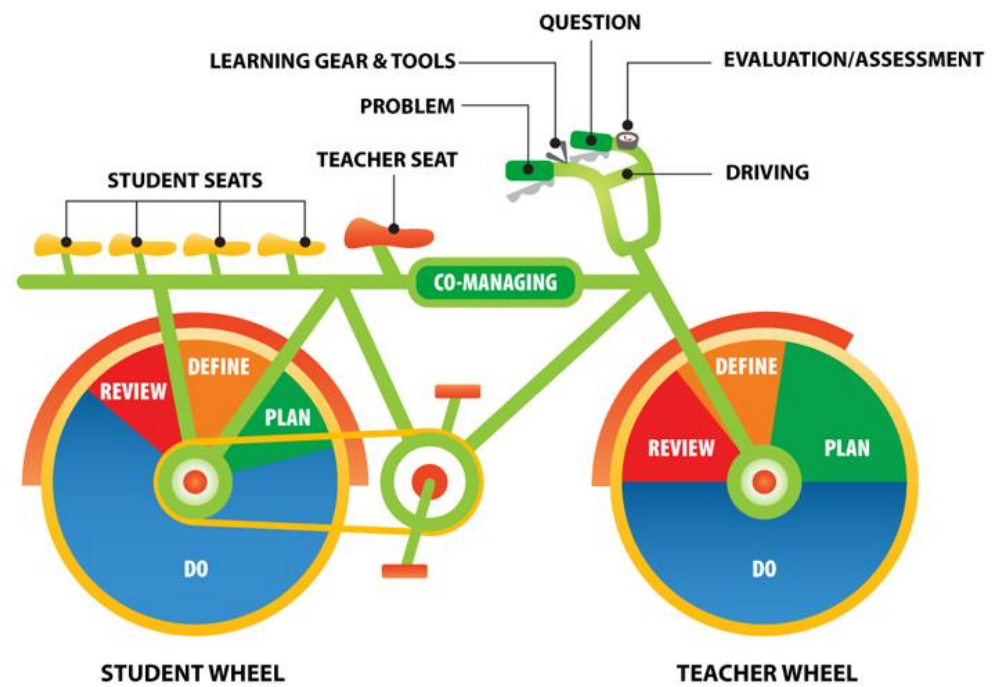 QUESTION
LEARNING GEAR & TOOLS
EVALUATION/ASSESSMENT
PROBLEM
TEACHER SEAT
DRIVING
STUDENT SEATS
CO-MANAGING
REVIEW
DEFINE
PLAN
DO
REVIEW
DEFINE
PLAN
DO
STUDENT WHEEL
TEACHER WHEEL